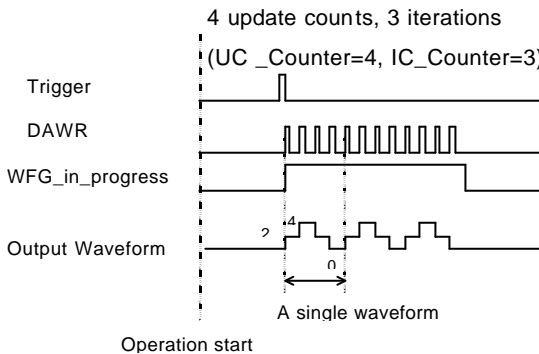 4 update counts, 3 iterations
(UC _Counter=4, IC_Counter=3)
Trigger
DAWR
WFG_in_progress
4
2
Output Waveform
0
A single waveform
Operation start